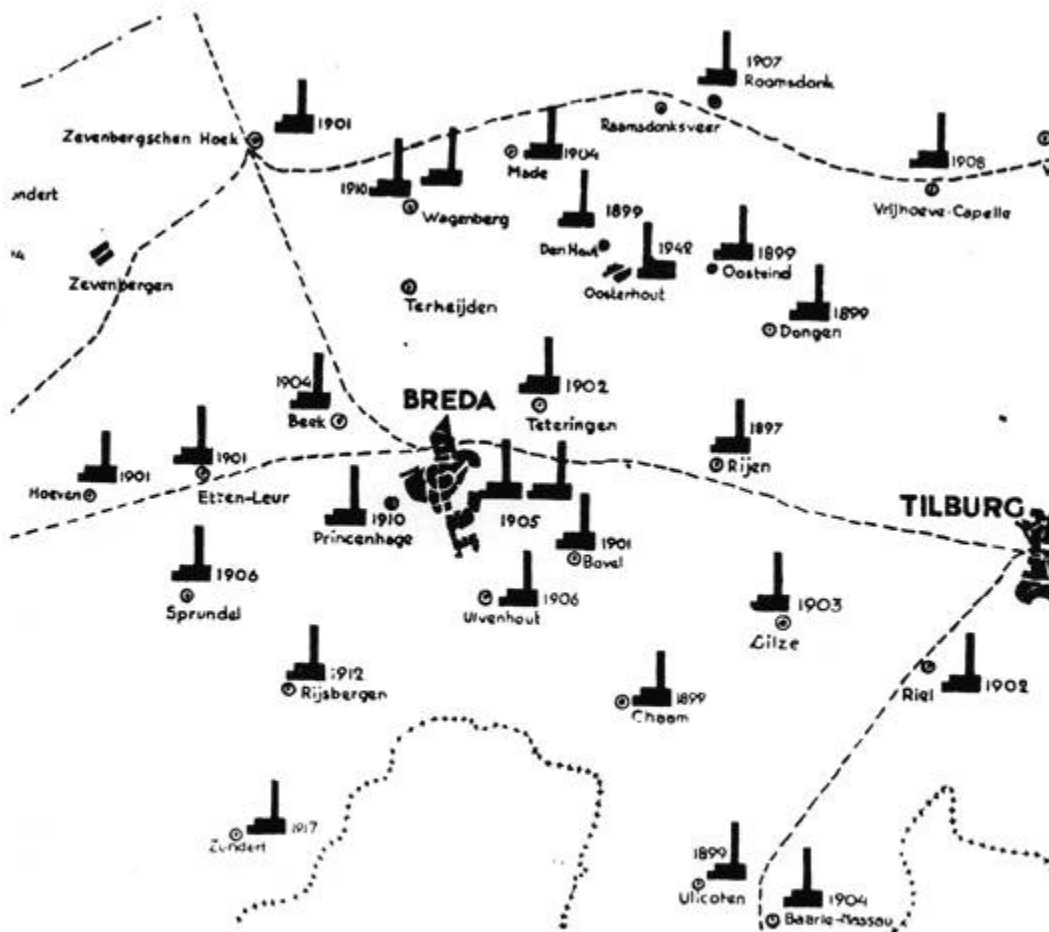 1907
Raamsdonk
1901
Zevenbergschen Hoek
Raamsdonksveer
1904
Made
1908
Vrijhoeve-Capelle
1910
Wagenberg
ndert
1899
Den Hout
1942
Oosterhout
1899
Oosteind
Zevenbergen
Terheijden
1899
Dongen
1904
Beek
BREDA
1902
Teteringen
1897
Rijen
1901
Hoeven
1901
Etten-Leur
TILBURG
1910
Princenhage
1905
1901
Bavel
1906
Sprundel
1906
Ulvenhout
1903
Gilze
1912
Rijsbergen
1899
Chaam
Riel
1902
1917
Zundert
1899
Ulicoten
1904
Baarle-Nassau